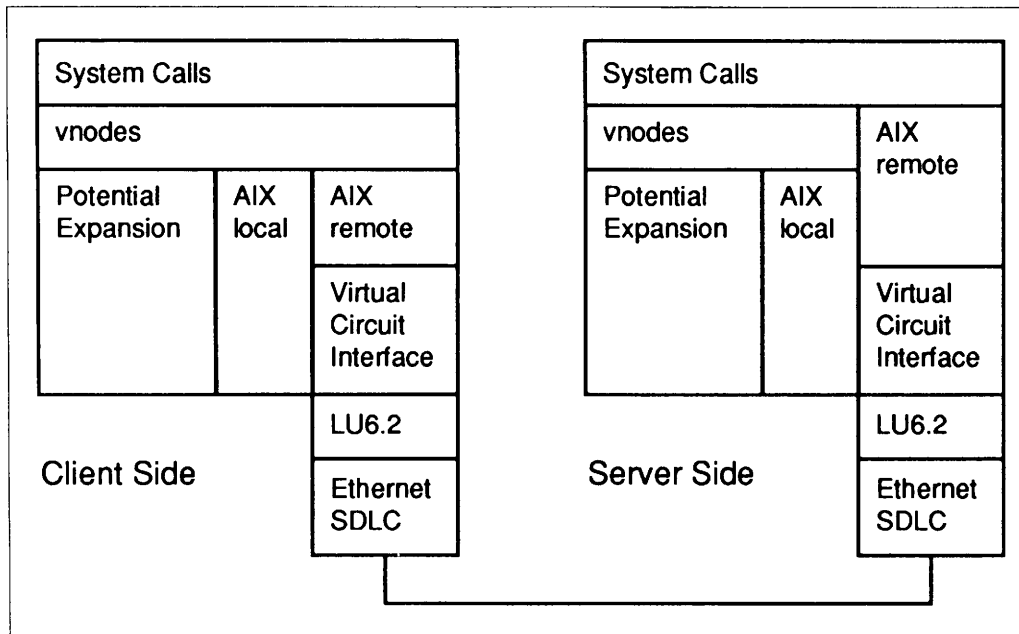 System Calls
vnodes
Potential
Expansion
AIX
local
AIX
remote
Virtual
Circuit
Interface
LU6.2
Ethernet
SDLC
Client Side
System Calls
vnodes
AIX
remote
Potential
Expansion
AIX
local
Virtual
Circuit
Interface
LU6.2
Ethernet
SDLC
Server Side